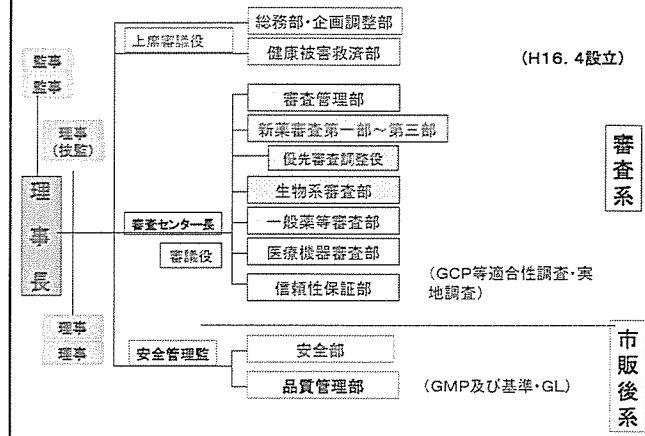 総務部・企画調整部
上席審議役
健康被害救済部
(H16. 4設立)
監事
監事
審査管理部
新薬審査第一部～第三部
理事
(技監)
優先審査調整役
審査系
生物系審査部
理事長
審査センター長
一般薬等審査部
審議役
医療機器審査部
信頼性保証部
(GCP等適合性調査・実
地調査)
理事
理事
安全管理監
安全部
市販後系
品質管理部
(GMP及び基準・GL)